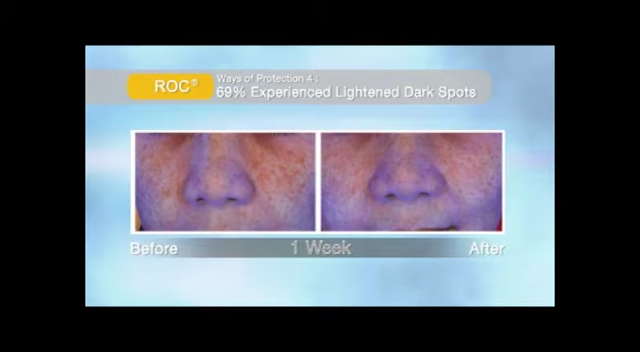 ROC®
Ways of Protection 4 :
69% Experienced Lightened Dark Spots
Before
1 Week
After